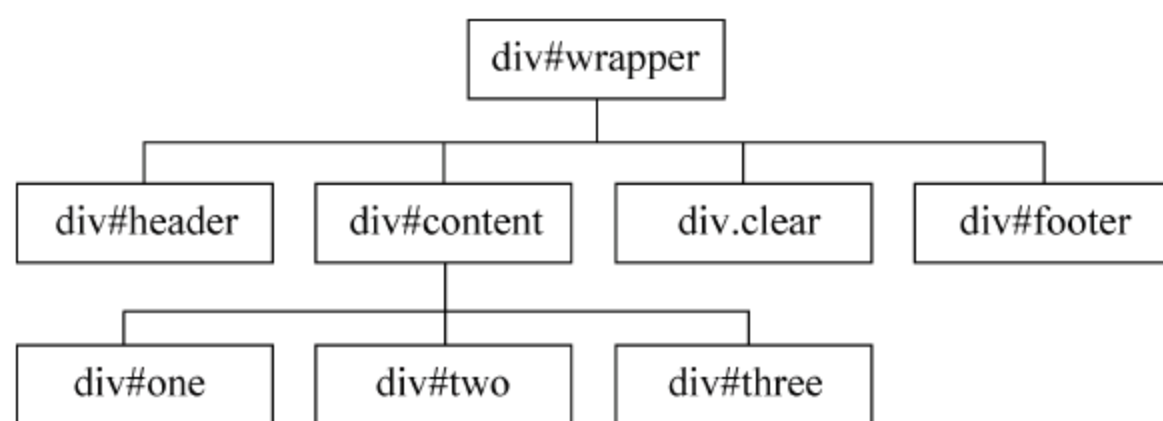 div#wrapper
div#header
div#content
div.clear
div#footer
div#one
div#two
div#three